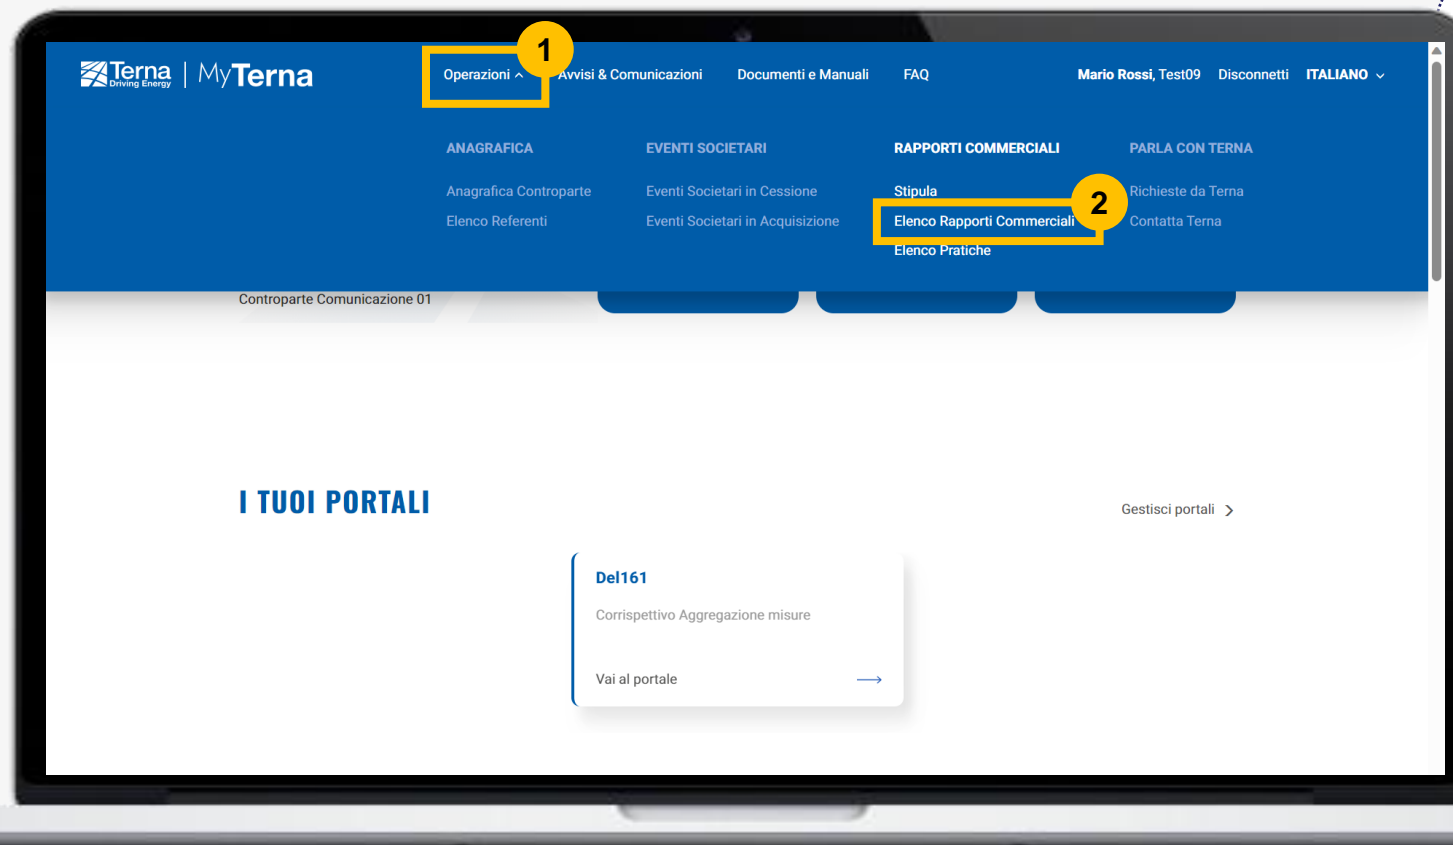 Terna
Driving Energy
MyTerna
Operazioni
1
Avvisi & Comunicazioni
Documenti e Manuali
FAQ
Mario Rossi, Test09
Disconnetti
ITALIANO
ANAGRAFICA
Anagrafica Controparte
Elenco Referenti
EVENTI SOCIETARI
Eventi Societari in Cessione
Eventi Societari in Acquisizione
RAPPORTI COMMERCIALI
Stipula
Elenco Rapporti Commerciali
2
Elenco Pratiche
PARLA CON TERNA
Richieste da Terna
Contatta Terna
Controparte Comunicazione 01
I TUOI PORTALI
Gestisci portali
Del161
Corrispettivo Aggregazione misure
Vai al portale